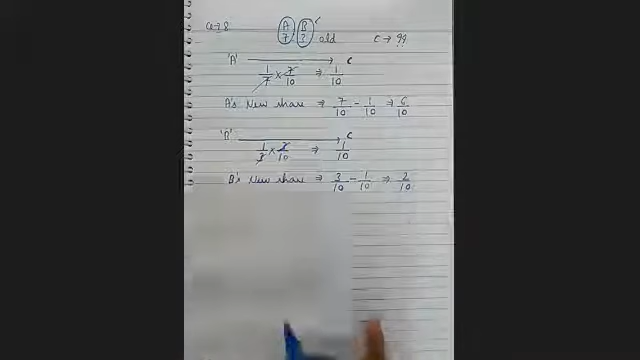 A B
7 3 old C → ??
'A' → C
1/7 × 7/10 ⇒ 1/10
A's New share ⇒ 7/10 - 1/10 ⇒ 6/10
'B' → C
1/3 × 3/10 ⇒ 1/10
B's New share ⇒ 3/10 - 1/10 ⇒ 2/10